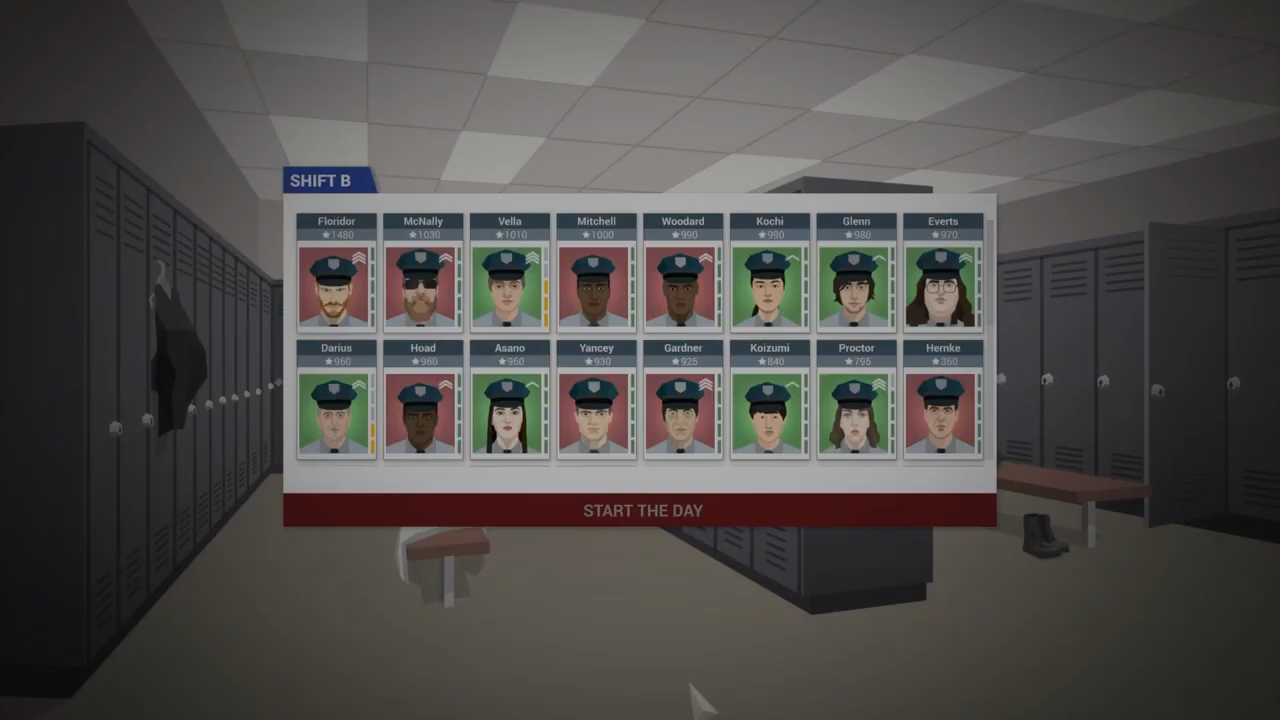 SHIFT B
Floridor McNally Vella Mitchell Woodard Kochi Glenn Everts
★1480 ★1030 ★1010 ★1000 ★990 ★990 ★980 ★970
Darius Hoad Asano Yancey Gardner Koizumi Proctor Hernke
★960 ★960 ★960 ★930 ★925 ★840 ★795 ★360
START THE DAY